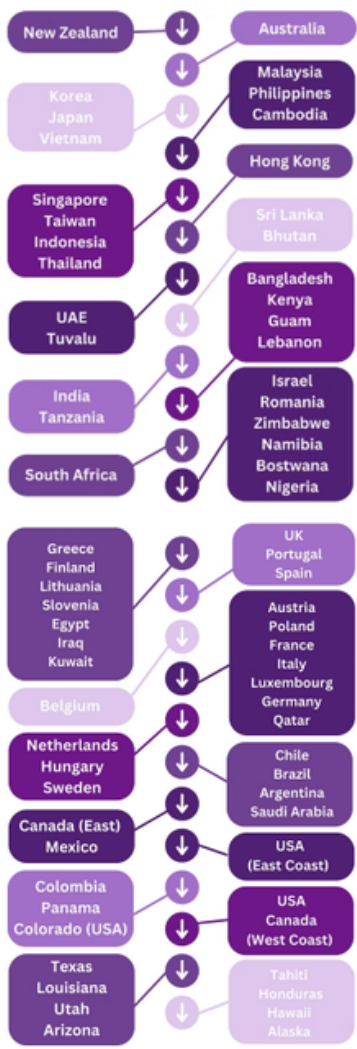 New Zealand
Australia
Korea
Japan
Vietnam
Malaysia
Philippines
Cambodia
Singapore
Taiwan
Indonesia
Thailand
Hong Kong
UAE
Tuvalu
Sri Lanka
Bhutan
India
Tanzania
Bangladesh
Kenya
Guam
Lebanon
South Africa
Israel
Romania
Zimbabwe
Namibia
Bostwana
Nigeria
Greece
Finland
Lithuania
Slovenia
Egypt
Iraq
Kuwait
UK
Portugal
Spain
Belgium
Austria
Poland
France
Italy
Luxembourg
Germany
Qatar
Netherlands
Hungary
Sweden
Chile
Brazil
Argentina
Saudi Arabia
Canada (East)
Mexico
USA
(East Coast)
Colombia
Panama
Colorado (USA)
USA
Canada
(West Coast)
Texas
Louisiana
Utah
Arizona
Tahiti
Honduras
Hawaii
Alaska